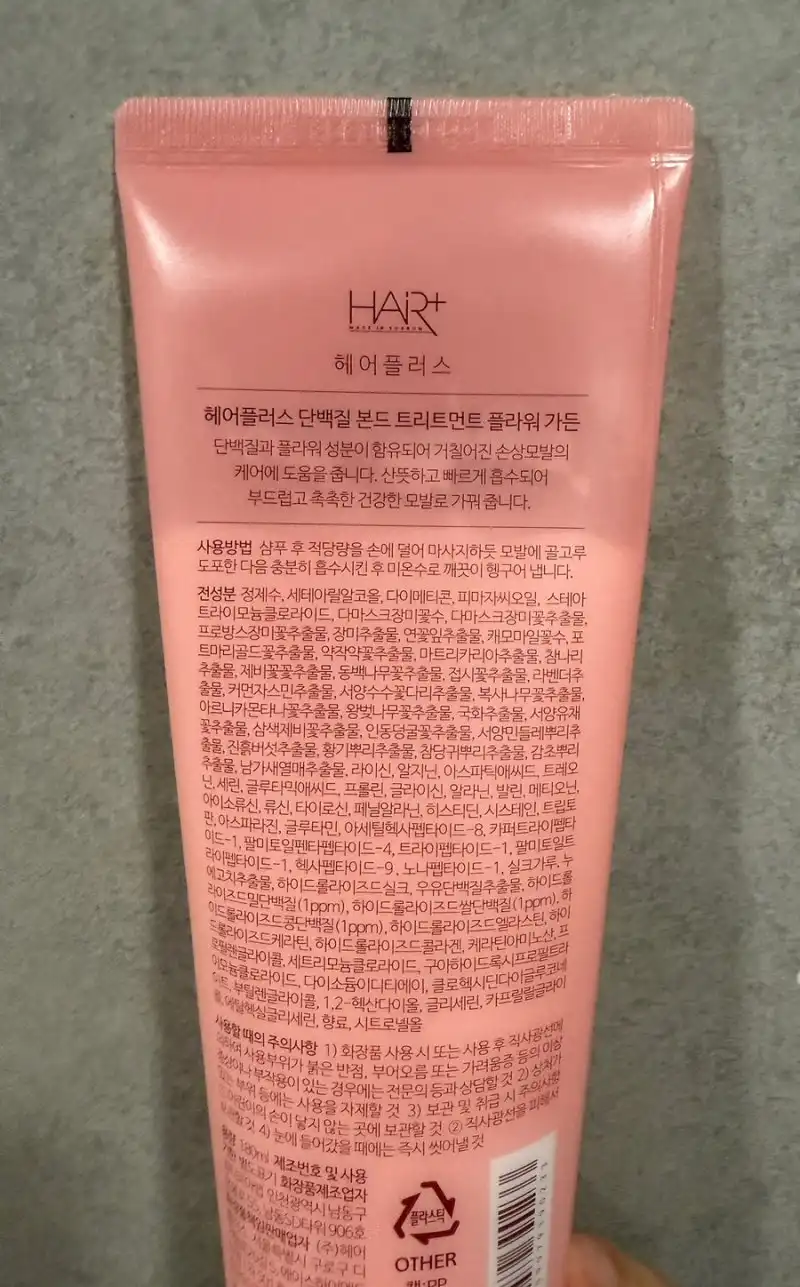 HAIR+
헤어플러스
헤어플러스 단백질 본드 트리트먼트 플라워 가든
단백질과 플라워 성분이 함유되어 거칠어진 손상모발의
케어에 도움을 줍니다. 산뜻하고 빠르게 흡수되어
부드럽고 촉촉한 건강한 모발로 가꿔 줍니다.
사용방법 샴푸 후 적당량을 손에 덜어 마사지하듯 모발에 골고루
도포한 다음 충분히 흡수시킨 후 미온수로 깨끗이 헹구어 냅니다.
전성분 정제수, 세테아릴알코올, 다이메티콘, 피마자씨오일, 스테아
트라이모늄클로라이드, 다마스크장미꽃수, 다마스크장미꽃추출물,
프로방스장미꽃추출물, 장미추출물, 연꽃잎추출물, 캐모마일꽃수, 포
트마리골드꽃추출물, 약작약꽃추출물, 마트리카리아추출물, 참나리
추출물, 제비꽃꽃추출물, 동백나무꽃추출물, 접시꽃추출물, 라벤더추
출물, 커먼자스민추출물, 서양수수꽃다리추출물, 복사나무꽃추출물,
아르니카몬타나꽃추출물, 왕벚나무꽃추출물, 국화추출물, 서양유채
꽃추출물, 삼색제비꽃추출물, 인동덩굴꽃추출물, 서양민들레뿌리추
출물, 진흙버섯추출물, 황기뿌리추출물, 참당귀뿌리추출물, 감초뿌리
추출물, 남가새열매추출물, 라이신, 알지닌, 아스파틱애씨드, 트레오
닌, 세린, 글루타믹애씨드, 프롤린, 글라이신, 알라닌, 발린, 메티오닌,
아이소류신, 류신, 타이로신, 페닐알라닌, 히스티딘, 시스테인, 트립토
판, 아스파라진, 글루타민, 아세틸헥사펩타이드-8, 카퍼트라이펩타
이드-1, 팔미토일펜타펩타이드-4, 트라이펩타이드-1, 팔미토일트
라이펩타이드-1, 헥사펩타이드-9, 노나펩타이드-1, 실크가루, 누
에고치추출물, 하이드롤라이즈드실크, 우유단백질추출물, 하이드롤
라이즈드밀단백질(1ppm), 하이드롤라이즈드쌀단백질(1ppm), 하
이드롤라이즈드콩단백질(1ppm), 하이드롤라이즈드엘라스틴, 하이
드롤라이즈드케라틴, 하이드롤라이즈드콜라겐, 케라틴아미노산, 프
로필렌글라이콜, 세트리모늄클로라이드, 구아하이드록시프로필트라
이모늄클로라이드, 다이소듐이디티에이, 클로헥시딘다이글루코네
이트, 부틸렌글라이콜, 1,2-헥산다이올, 글리세린, 카프릴릴글라이
콜, 에틸헥실글리세린, 향료, 시트로넬올
사용할 때의 주의사항 1) 화장품 사용 시 또는 사용 후 직사광선에
의하여 사용부위가 붉은 반점, 부어오름 또는 가려움증 등의 이상
증상이나 부작용이 있는 경우에는 전문의 등과 상담할 것 2) 상처가
있는 부위 등에는 사용을 자제할 것 3) 보관 및 취급 시 주의사항
어린이의 손이 닿지 않는 곳에 보관할 것 ② 직사광선을 피해서
보관할 것 4) 눈에 들어갔을 때에는 즉시 씻어낼 것
용량 180ml 제조번호 및 사용
기한 별도표기 화장품제조업자
인천광역시 남동구
남동SD타워 906호
(주)헤어
서울특별시 구로구 디
플라스틱
OTHER
캡:PP